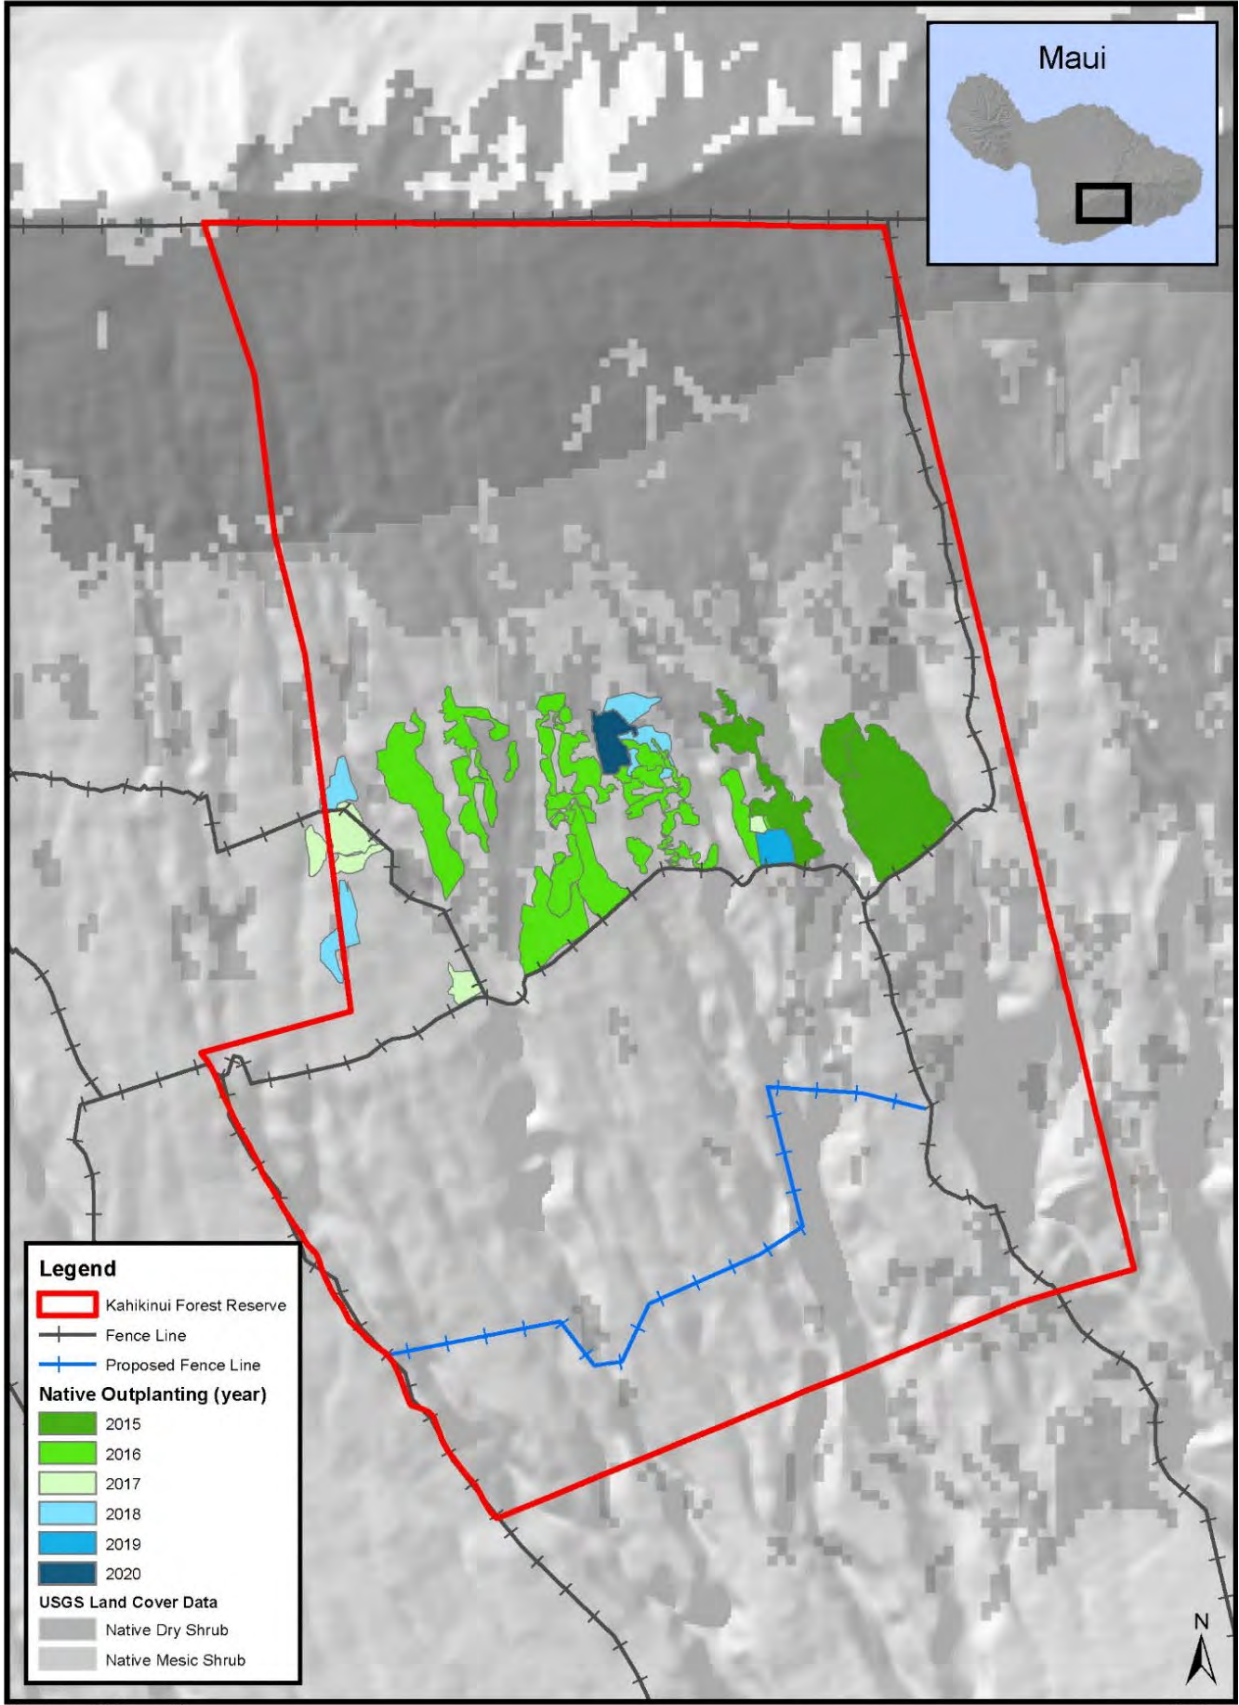 Maui
Legend
Kahikinui Forest Reserve
Fence Line
Proposed Fence Line
Native Outplanting (year)
2015
2016
2017
2018
2019
2020
USGS Land Cover Data
Native Dry Shrub
Native Mesic Shrub
N